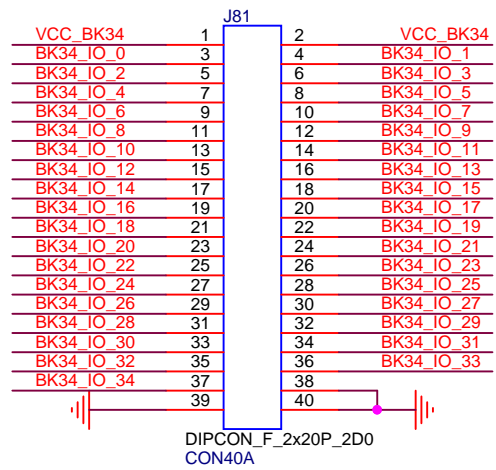 J81
VCC_BK34 1 2 VCC_BK34
BK34_IO_0 3 4 BK34_IO_1
BK34_IO_2 5 6 BK34_IO_3
BK34_IO_4 7 8 BK34_IO_5
BK34_IO_6 9 10 BK34_IO_7
BK34_IO_8 11 12 BK34_IO_9
BK34_IO_10 13 14 BK34_IO_11
BK34_IO_12 15 16 BK34_IO_13
BK34_IO_14 17 18 BK34_IO_15
BK34_IO_16 19 20 BK34_IO_17
BK34_IO_18 21 22 BK34_IO_19
BK34_IO_20 23 24 BK34_IO_21
BK34_IO_22 25 26 BK34_IO_23
BK34_IO_24 27 28 BK34_IO_25
BK34_IO_26 29 30 BK34_IO_27
BK34_IO_28 31 32 BK34_IO_29
BK34_IO_30 33 34 BK34_IO_31
BK34_IO_32 35 36 BK34_IO_33
BK34_IO_34 37 38
39 40
DIPCON_F_2x20P_2D0
CON40A